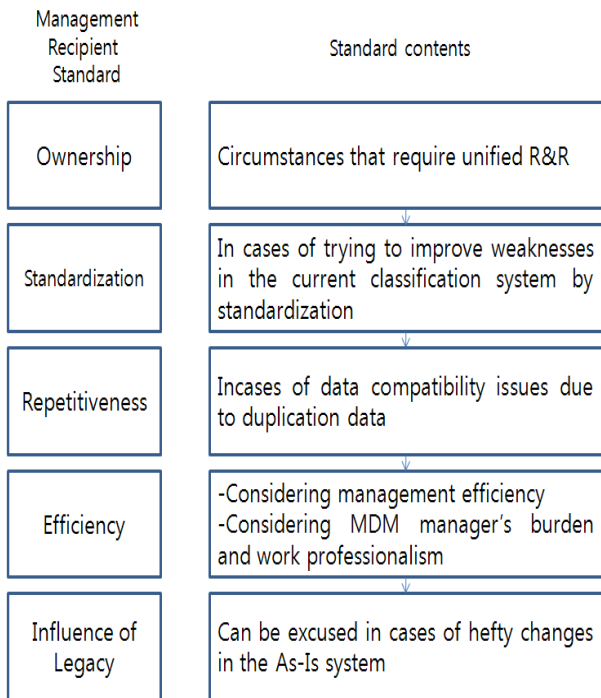 Management
Recipient
Standard
Standard contents
Ownership
Circumstances that require unified R&R
Standardization
In cases of trying to improve weaknesses
in the current classification system by
standardization
Repetitiveness
Incases of data compatibility issues due
to duplication data
Efficiency
-Considering management efficiency
-Considering MDM manager's burden
and work professionalism
Influence of
Legacy
Can be excused in cases of hefty changes
in the As-Is system